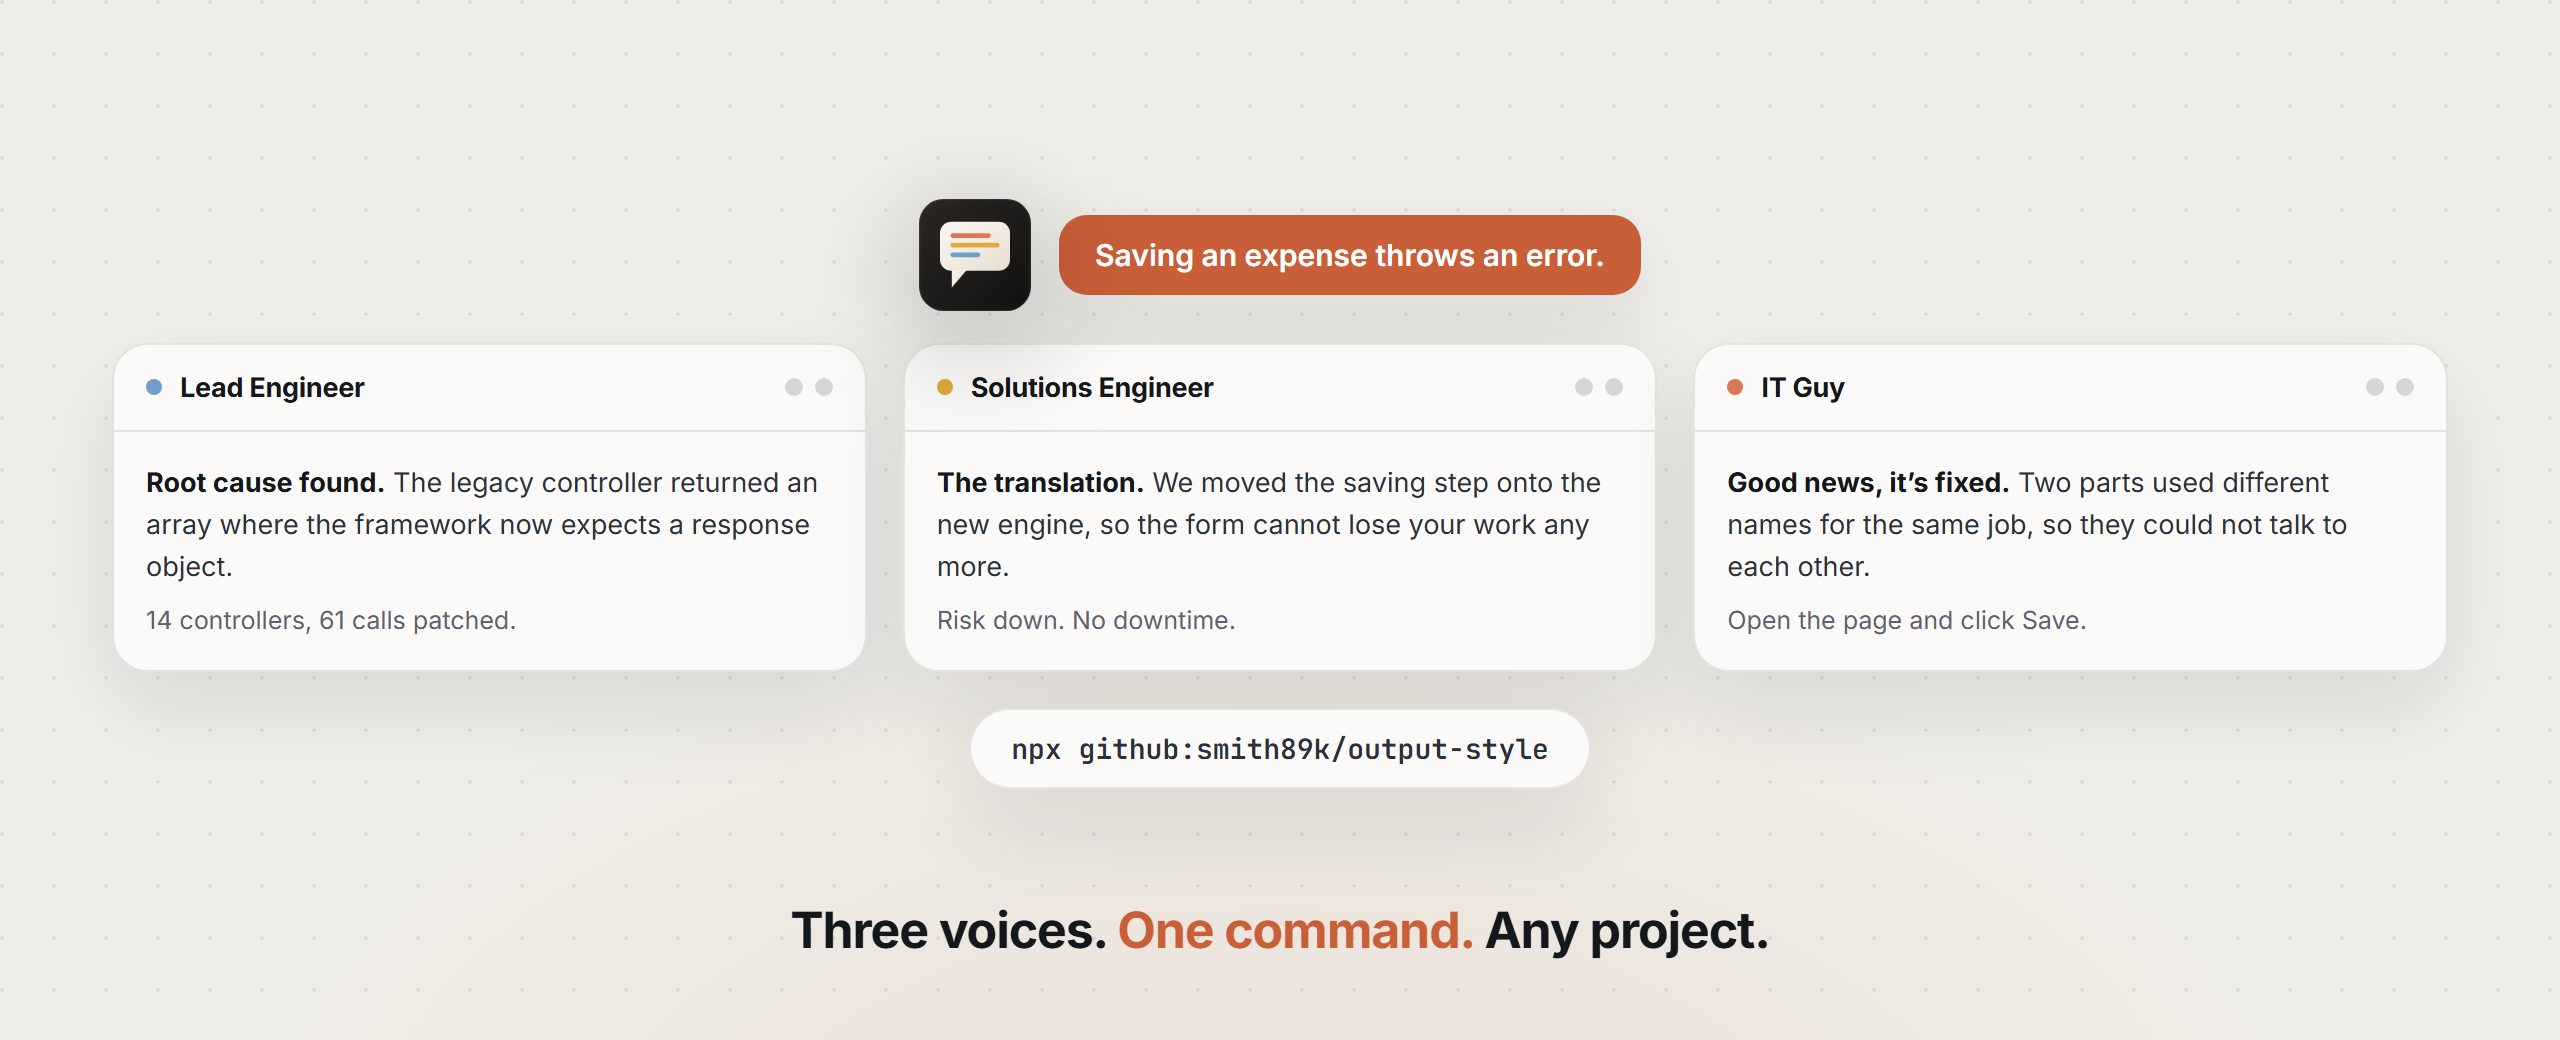 Saving an expense throws an error.
Lead Engineer
Root cause found. The legacy controller returned an
array where the framework now expects a response
object.
14 controllers, 61 calls patched.
Solutions Engineer
The translation. We moved the saving step onto the
new engine, so the form cannot lose your work any
more.
Risk down. No downtime.
IT Guy
Good news, it’s fixed. Two parts used different
names for the same job, so they could not talk to
each other.
Open the page and click Save.
npx github:smith89k/output-style
Three voices. One command. Any project.